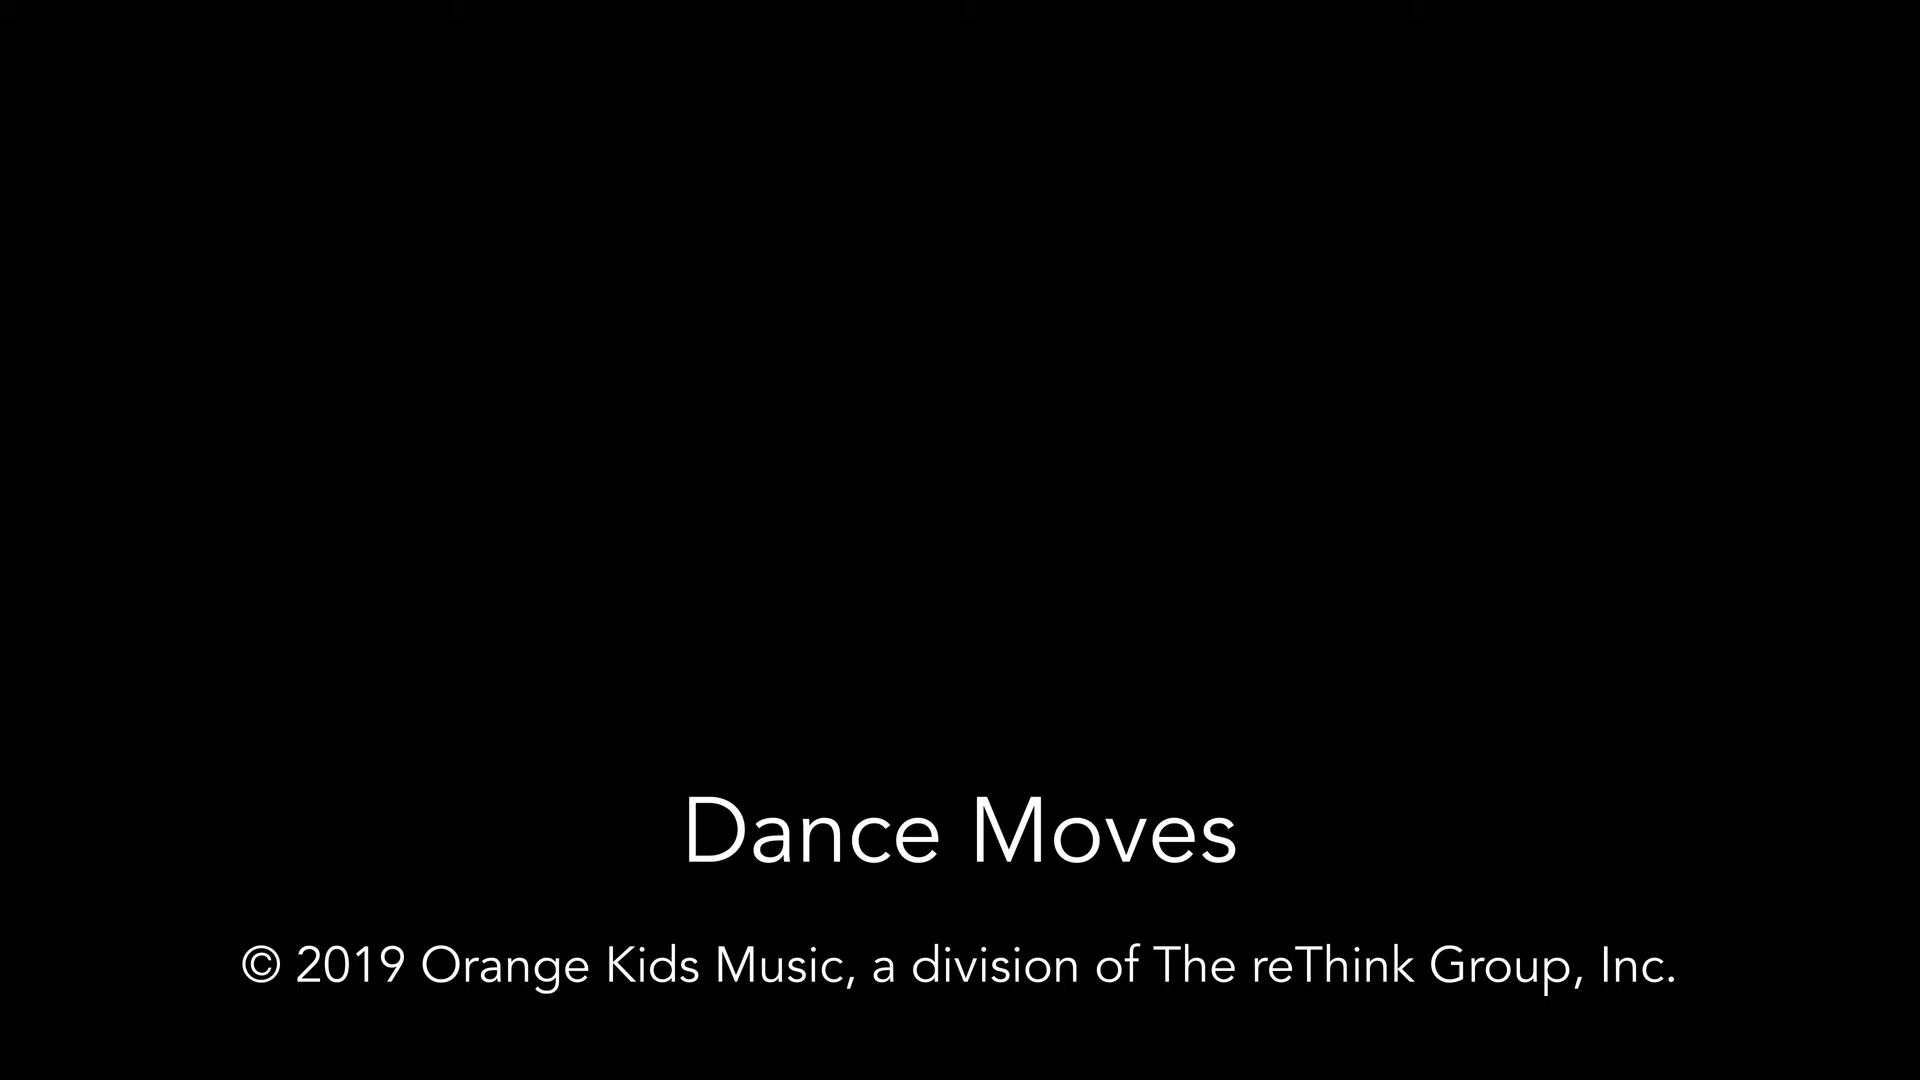 Dance Moves
© 2019 Orange Kids Music, a division of The reThink Group, Inc.